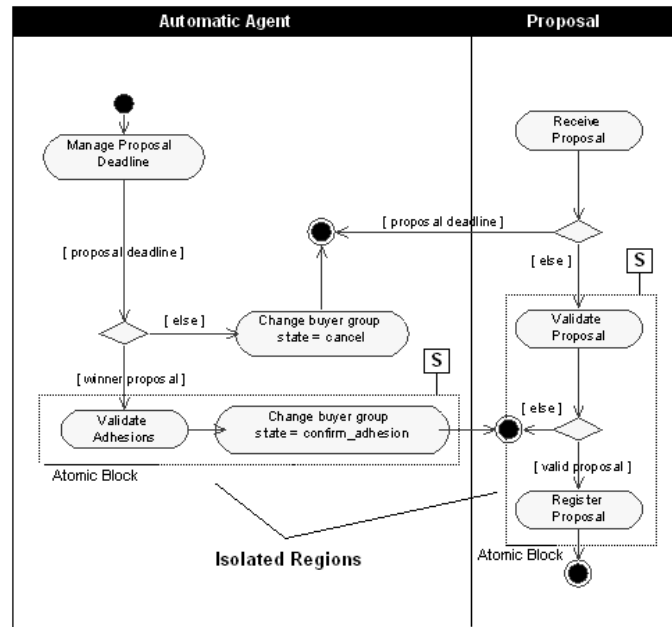 Automatic Agent
Proposal
Manage Proposal
Deadline
Receive
Proposal
[ proposal deadline ]
[ proposal deadline ]
[ else ]
S
[ else ]
Change buyer group
state = cancel
Validate
Proposal
[ winner proposal ]
S
Validate
Adhesions
Change buyer group
state = confirm_adhesion
[ else ]
Atomic Block
[ valid proposal ]
Register
Proposal
Isolated Regions
Atomic Block